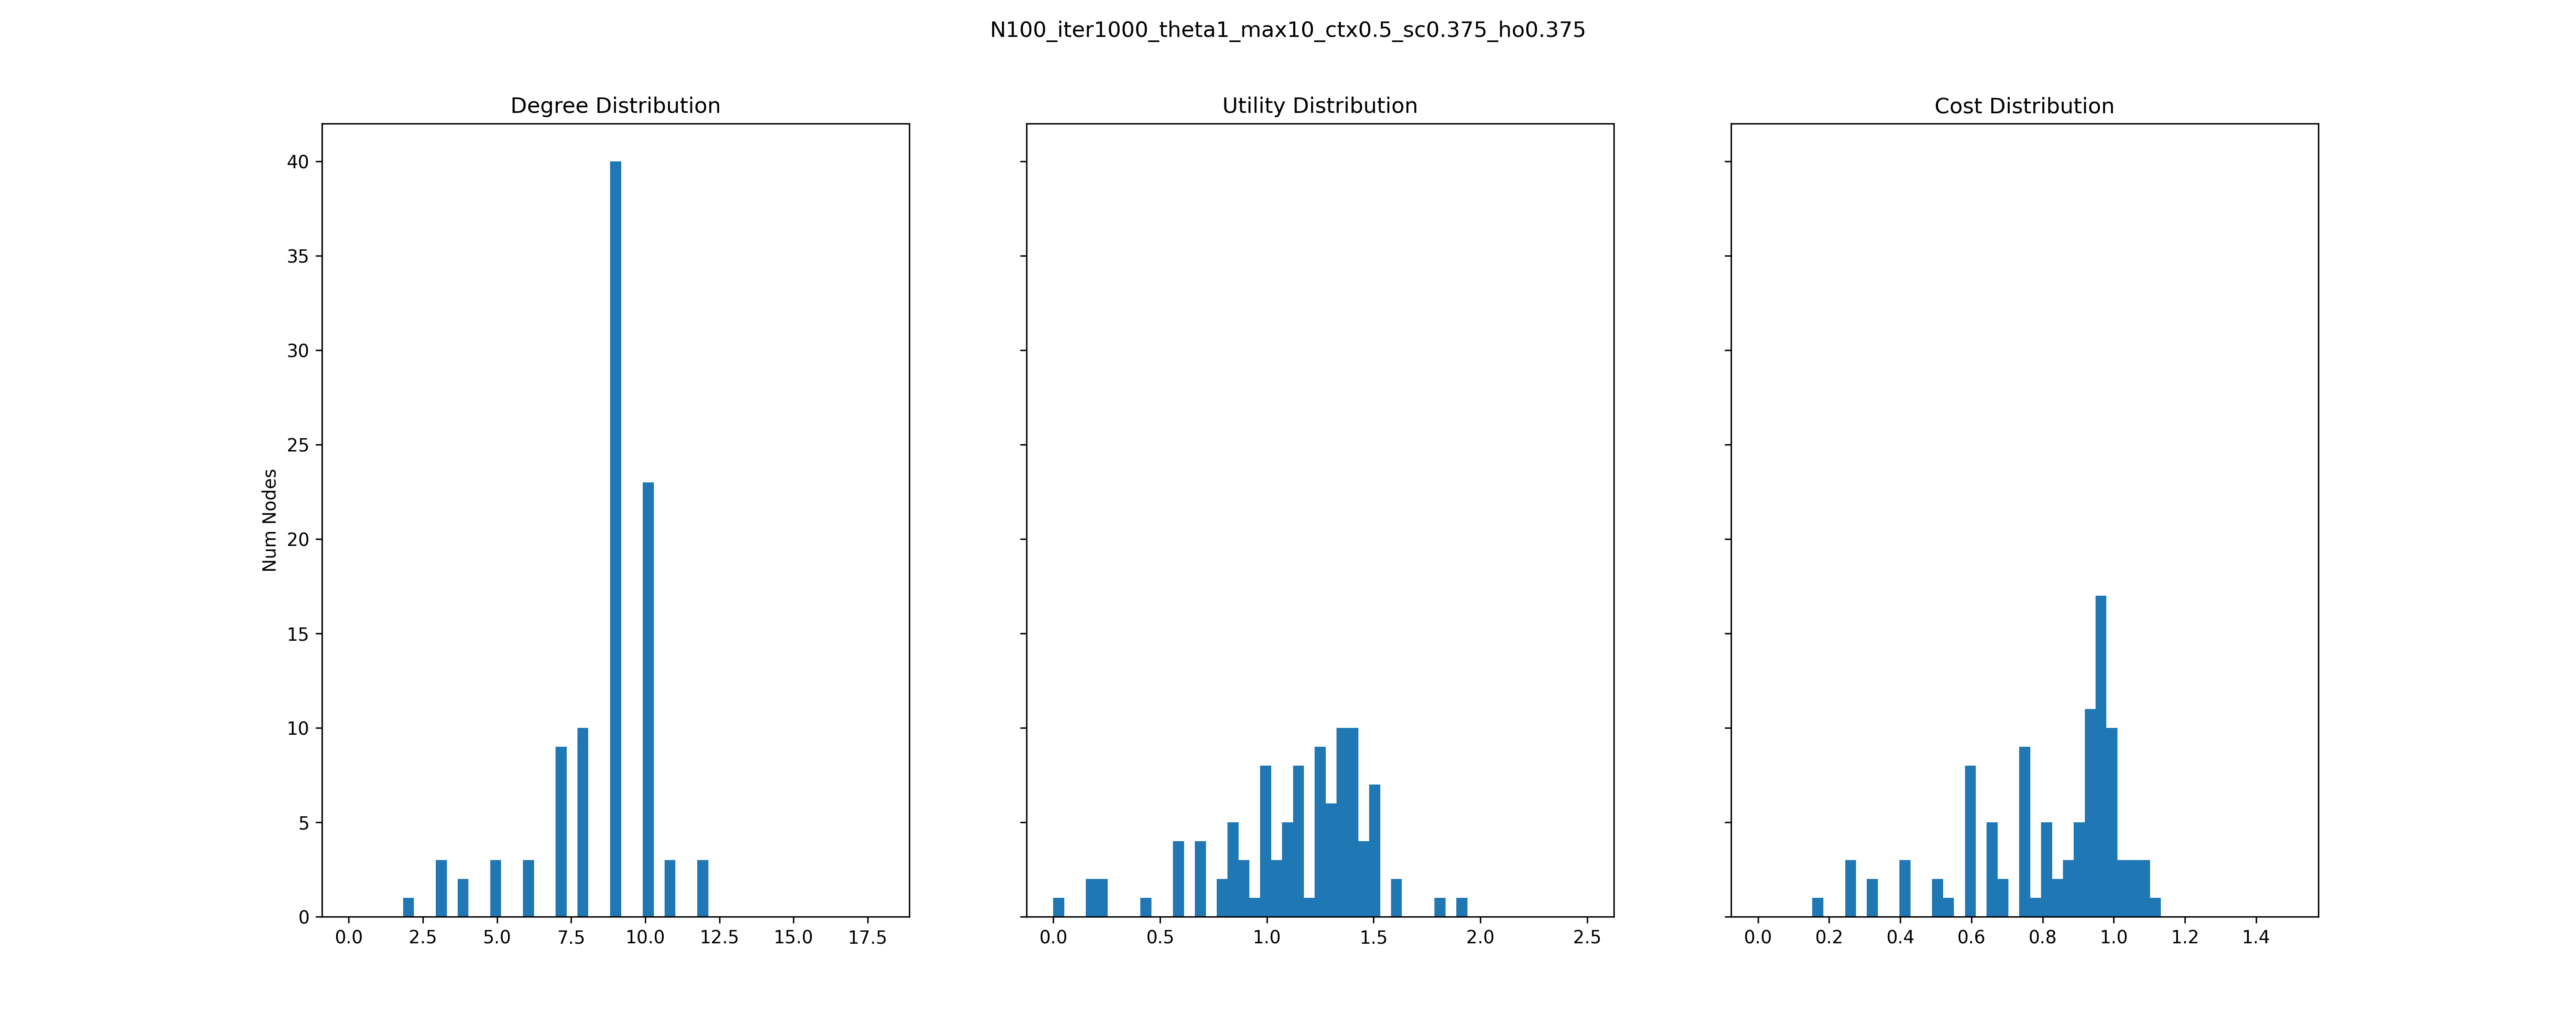 N100_iter1000_theta1_max10_ctx0.5_sc0.375_ho0.375
Degree Distribution
Utility Distribution
Cost Distribution
Num Nodes
40
35
30
25
20
15
10
5
0
0.0 2.5 5.0 7.5 10.0 12.5 15.0 17.5
0.0 0.5 1.0 1.5 2.0 2.5
0.0 0.2 0.4 0.6 0.8 1.0 1.2 1.4